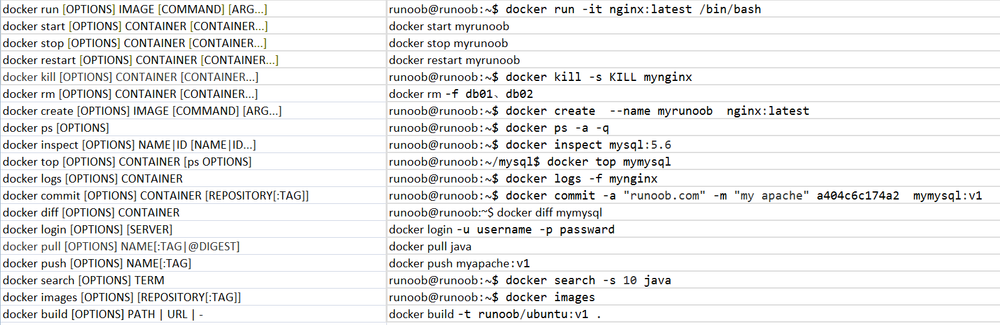 docker run [OPTIONS] IMAGE [COMMAND] [ARG...] runoob@runoob:~$ docker run -it nginx:latest /bin/bash
docker start [OPTIONS] CONTAINER [CONTAINER...] docker start myrunoob
docker stop [OPTIONS] CONTAINER [CONTAINER...] docker stop myrunoob
docker restart [OPTIONS] CONTAINER [CONTAINER...] docker restart myrunoob
docker kill [OPTIONS] CONTAINER [CONTAINER...] runoob@runoob:~$ docker kill -s KILL mynginx
docker rm [OPTIONS] CONTAINER [CONTAINER...] docker rm -f db01、db02
docker create [OPTIONS] IMAGE [COMMAND] [ARG...] runoob@runoob:~$ docker create  --name myrunoob  nginx:latest
docker ps [OPTIONS] runoob@runoob:~$ docker ps -a -q
docker inspect [OPTIONS] NAME|ID [NAME|ID...] runoob@runoob:~$ docker inspect mysql:5.6
docker top [OPTIONS] CONTAINER [ps OPTIONS] runoob@runoob:~/mysql$ docker top mymysql
docker logs [OPTIONS] CONTAINER runoob@runoob:~$ docker logs -f mynginx
docker commit [OPTIONS] CONTAINER [REPOSITORY[:TAG]] runoob@runoob:~$ docker commit -a "runoob.com" -m "my apache" a404c6c174a2  mymysql:v1
docker diff [OPTIONS] CONTAINER runoob@runoob:~$ docker diff mymysql
docker login [OPTIONS] [SERVER] docker login -u username -p passward
docker pull [OPTIONS] NAME[:TAG|@DIGEST] docker pull java
docker push [OPTIONS] NAME[:TAG] docker push myapache:v1
docker search [OPTIONS] TERM runoob@runoob:~$ docker search -s 10 java
docker images [OPTIONS] [REPOSITORY[:TAG]] runoob@runoob:~$ docker images
docker build [OPTIONS] PATH | URL | - docker build -t runoob/ubuntu:v1 .